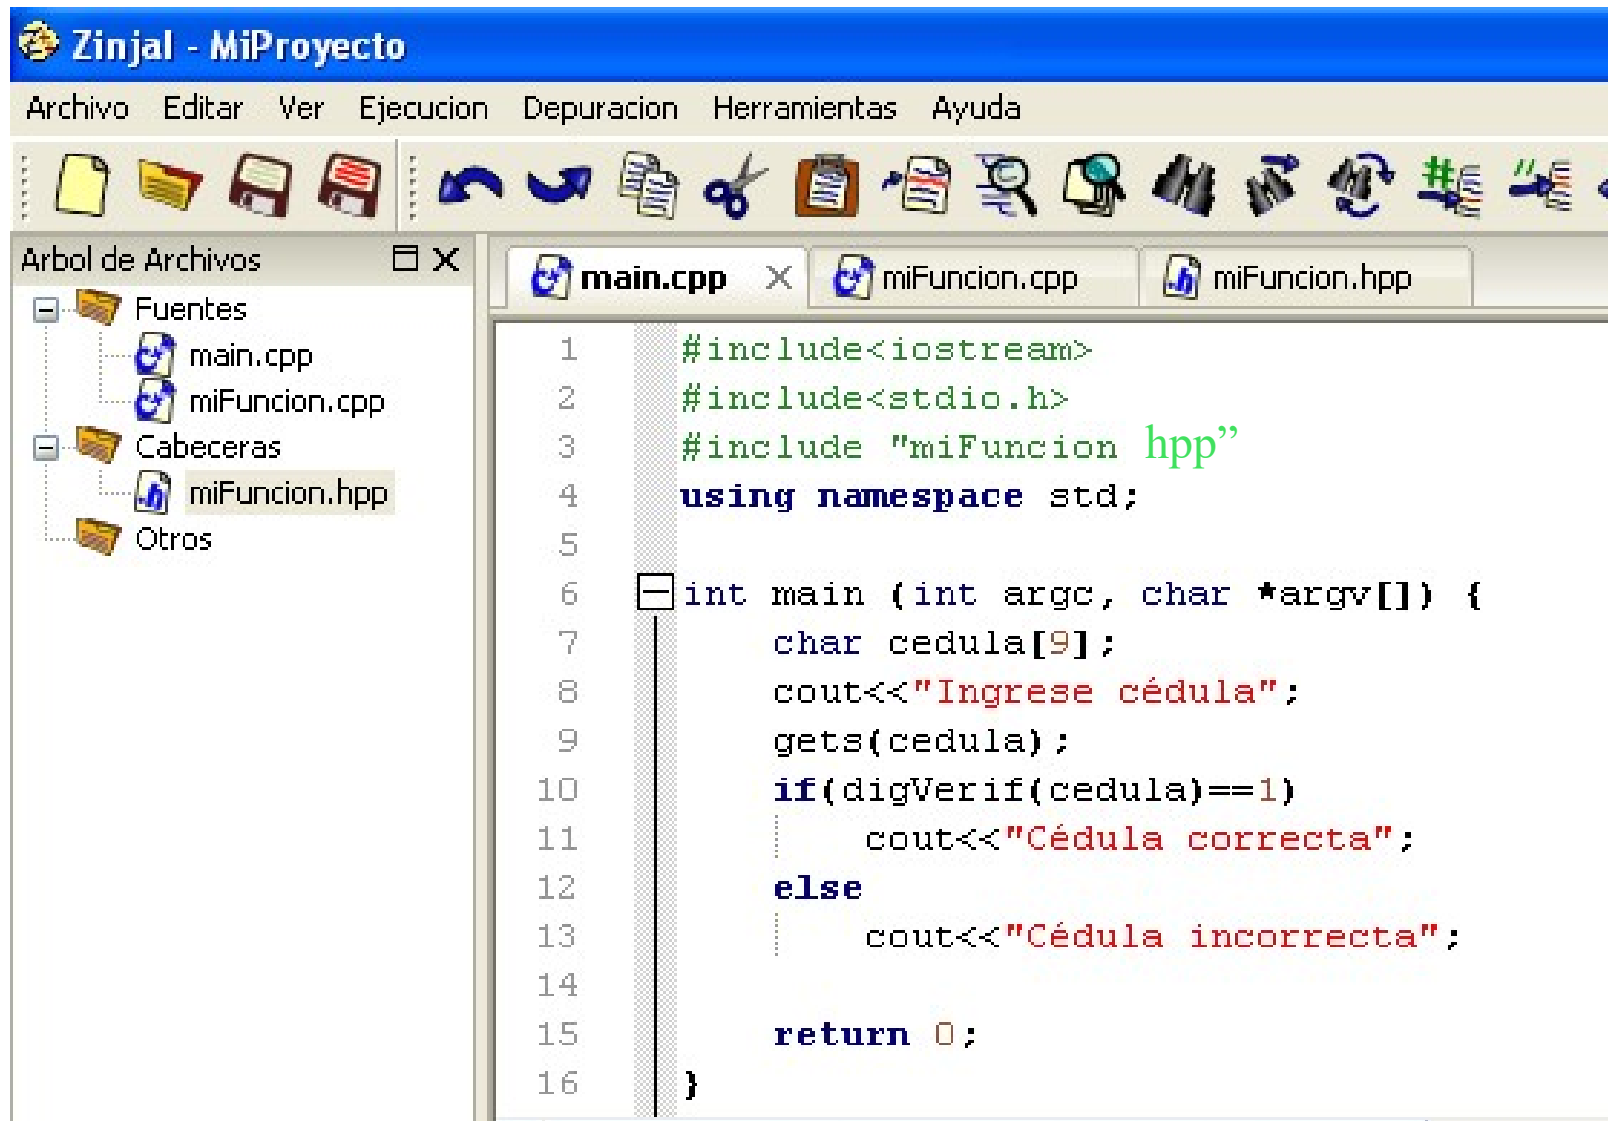 Zinjal - MiProyecto
Archivo Editar Ver Ejecucion Depuracion Herramientas Ayuda
Arbol de Archivos
Fuentes
main.cpp
miFuncion.cpp
Cabeceras
miFuncion.hpp
Otros
main.cpp miFuncion.cpp miFuncion.hpp
1 #include<iostream>
2 #include<stdio.h>
3 #include "miFuncion hpp”
4 using namespace std;
5
6 int main (int argc, char *argv[]) {
7 char cedula[9];
8 cout<<"Ingrese cédula";
9 gets(cedula);
10 if(digVerif(cedula)==1)
11 cout<<"Cédula correcta";
12 else
13 cout<<"Cédula incorrecta";
14
15 return 0;
16 }